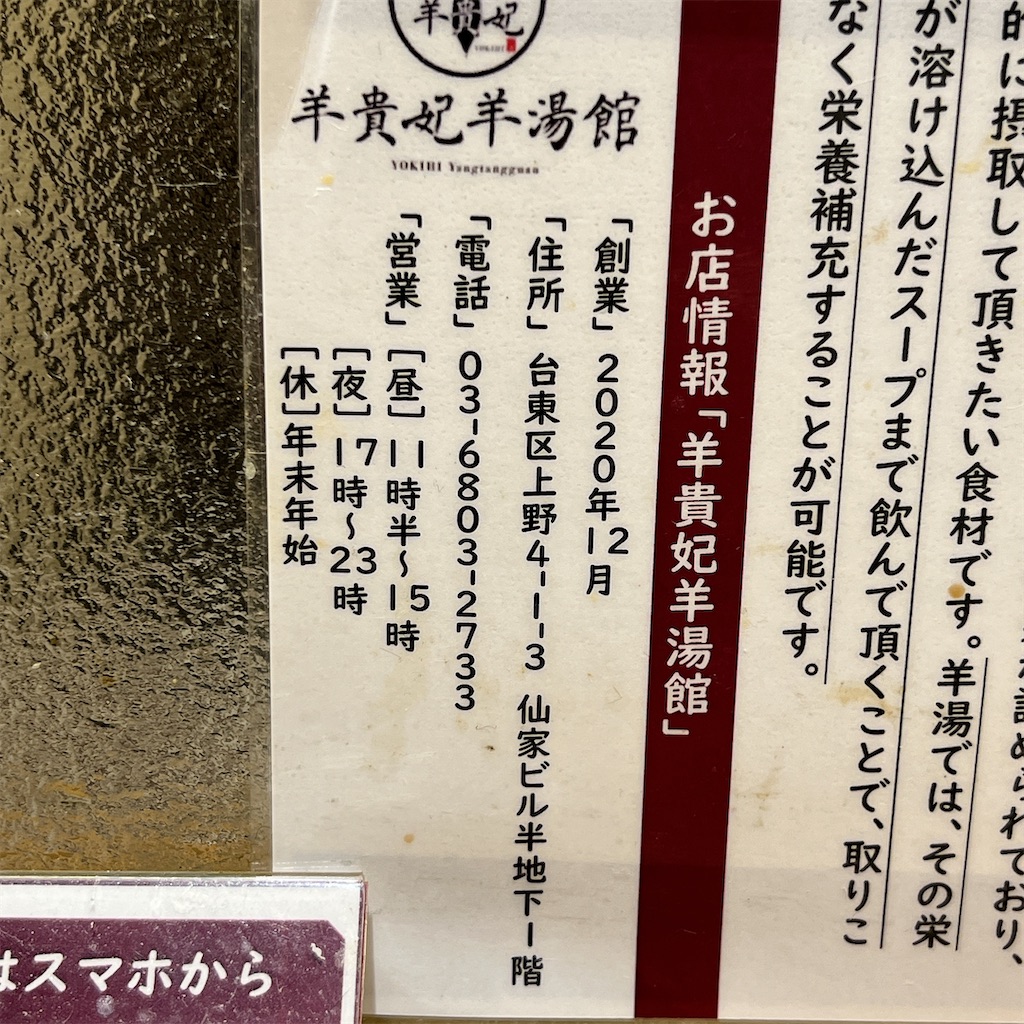 的に摂取して頂きたい食材です。羊湯では、その栄
が溶け込んだスープまで飲んで頂くことで、取りこ
なく栄養補充することが可能です。
お店情報「羊貴妃羊湯館」
「創業」2020年12月
「住所」台東区上野4-1-3 仙家ビル半地下1階
「電話」03-6803-2733
「営業」[昼]11時半〜15時
[夜]17時〜23時
[休]年末年始
羊貴妃
YOKIHI
羊貴妃羊湯館
YOKIHI Yangtangguan
はスマホから